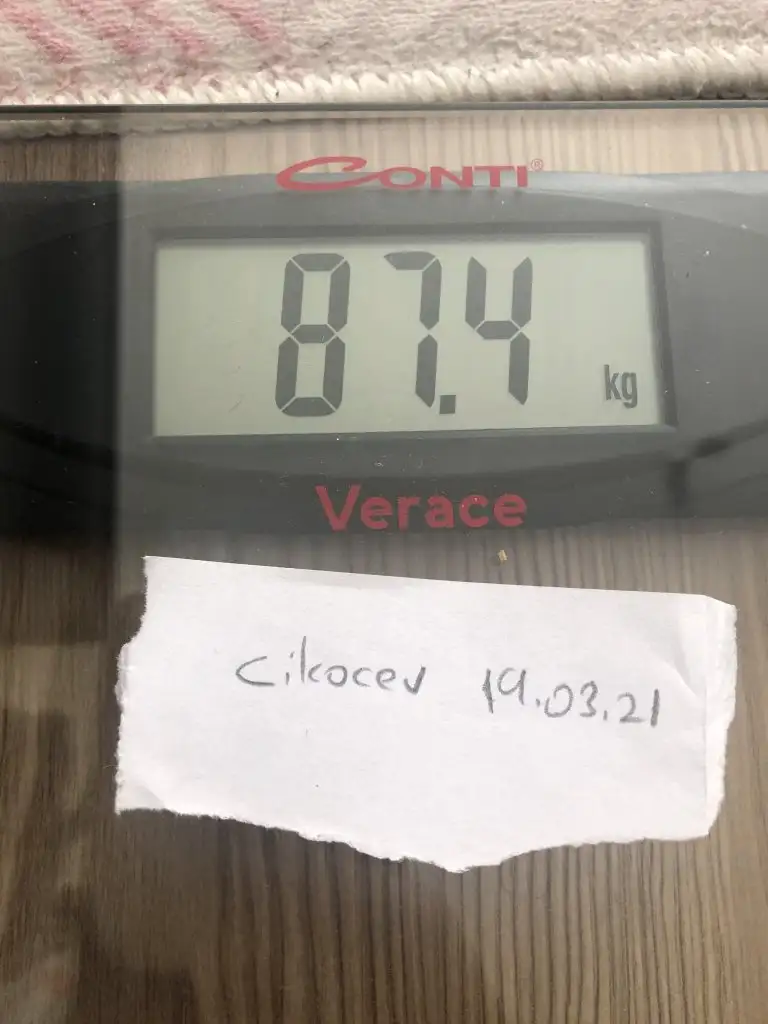 CONTI®
87.4 kg
Verace
cikocev 19.03.21